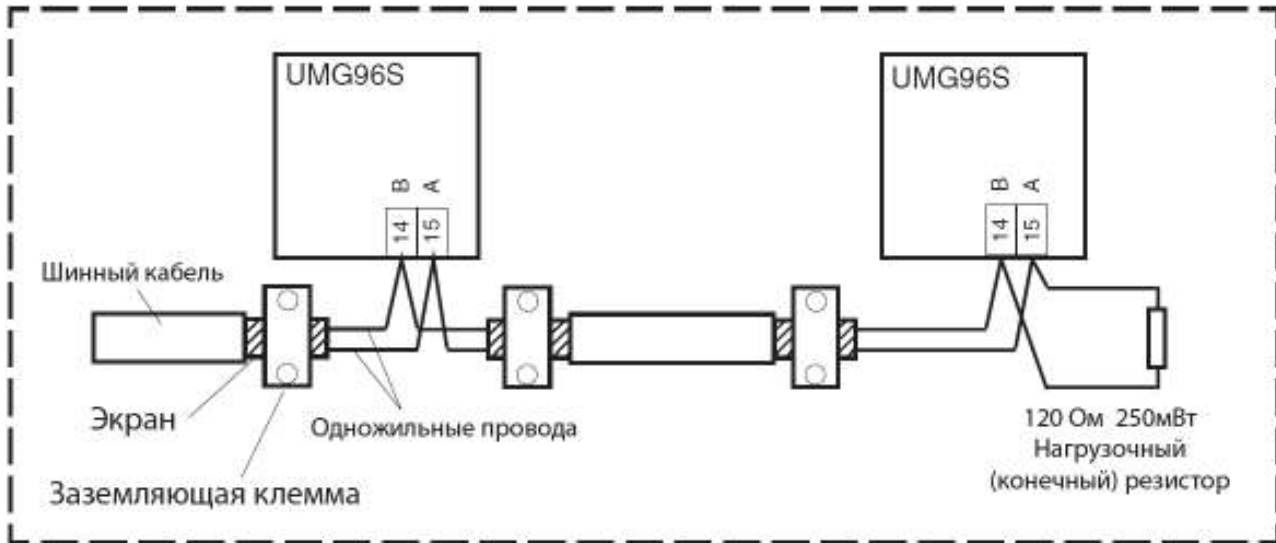 UMG96S
UMG96S
B A
14 15
B A
14 15
Шинный кабель
Экран
Одножильные провода
Заземляющая клемма
120 Ом 250мВт
Нагрузочный
(конечный) резистор